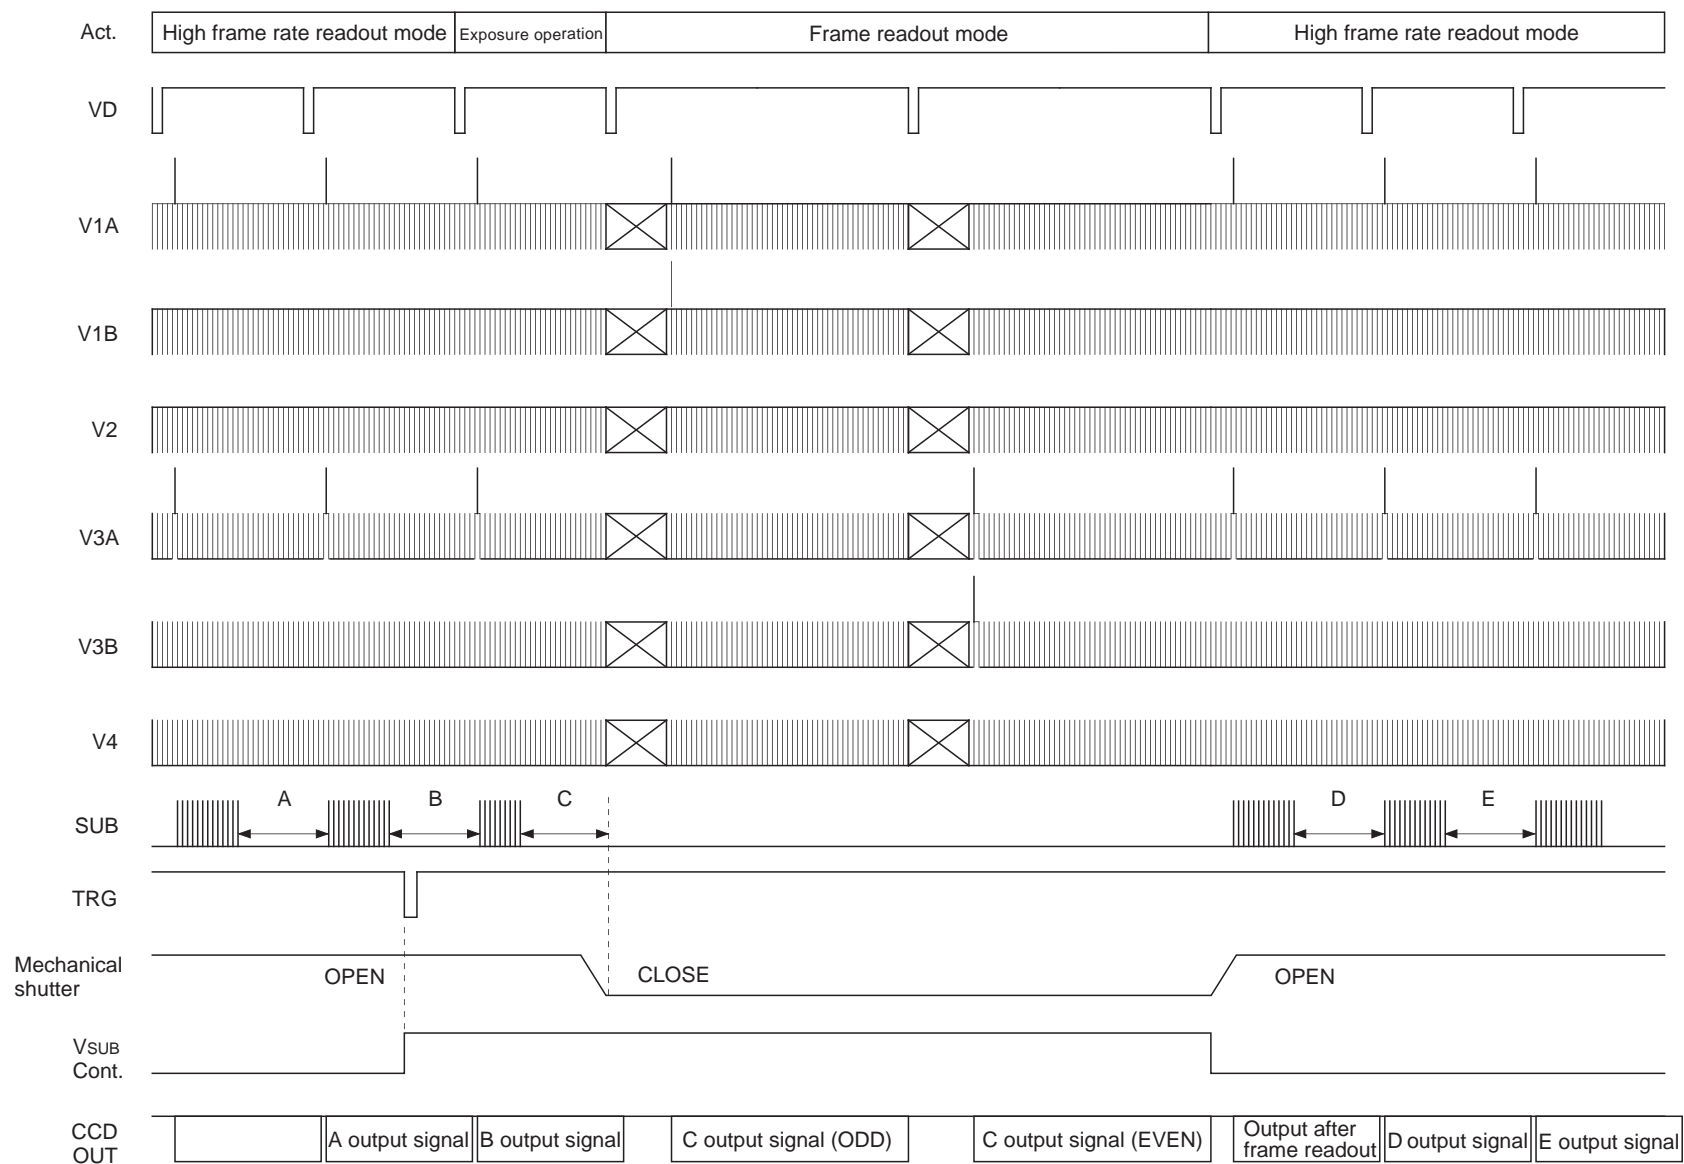 Act.
High frame rate readout mode
Exposure operation
Frame readout mode
High frame rate readout mode
VD
V1A
V1B
V2
V3A
V3B
V4
SUB
A
B
C
D
E
TRG
Mechanical
shutter
OPEN
CLOSE
OPEN
VSUB
Cont.
CCD
OUT
A output signal
B output signal
C output signal (ODD)
C output signal (EVEN)
Output after
frame readout
D output signal
E output signal